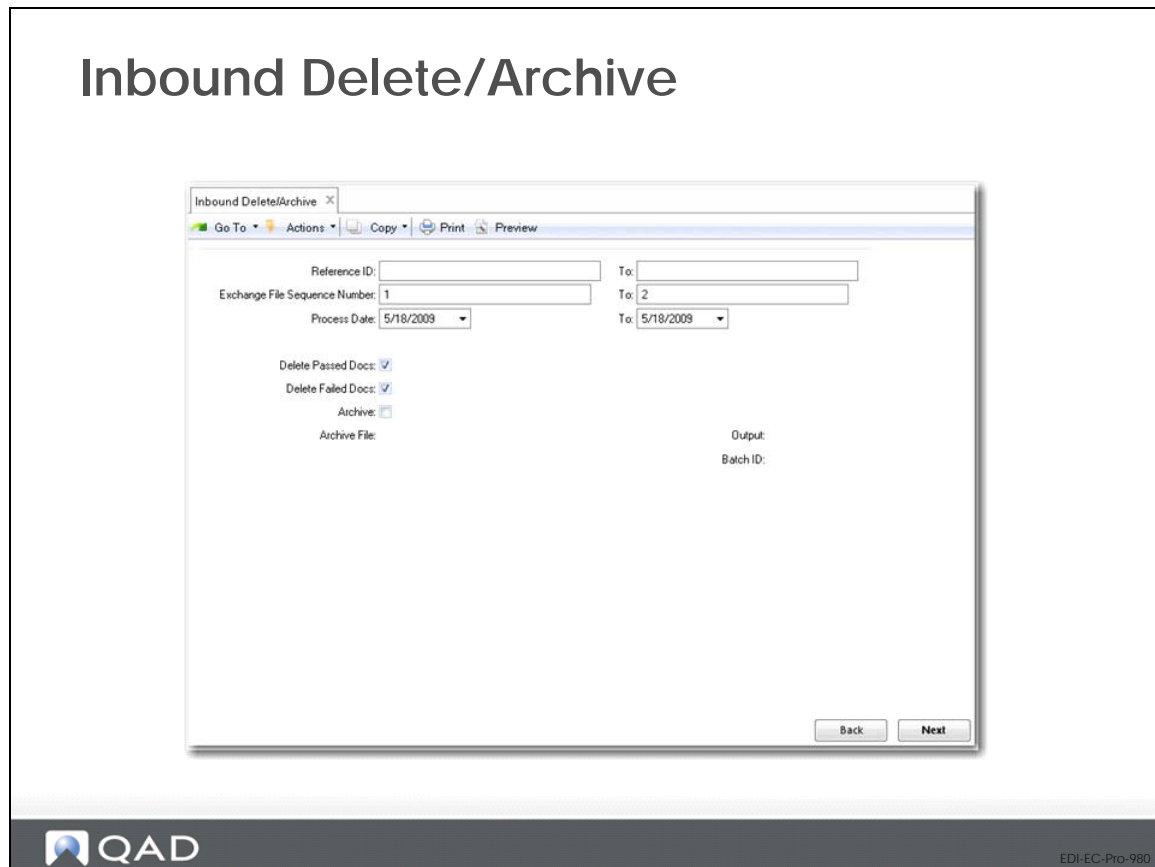 Inbound Delete/Archive
Inbound Delete/Archive
Go To Actions Copy Print Preview
Reference ID: To:
Exchange File Sequence Number: 1 To: 2
Process Date: 5/18/2009 To: 5/18/2009
Delete Passed Docs:
Delete Failed Docs:
Archive:
Archive File: Output:
Batch ID:
Back Next
QAD
EDI-EC-Pro-980